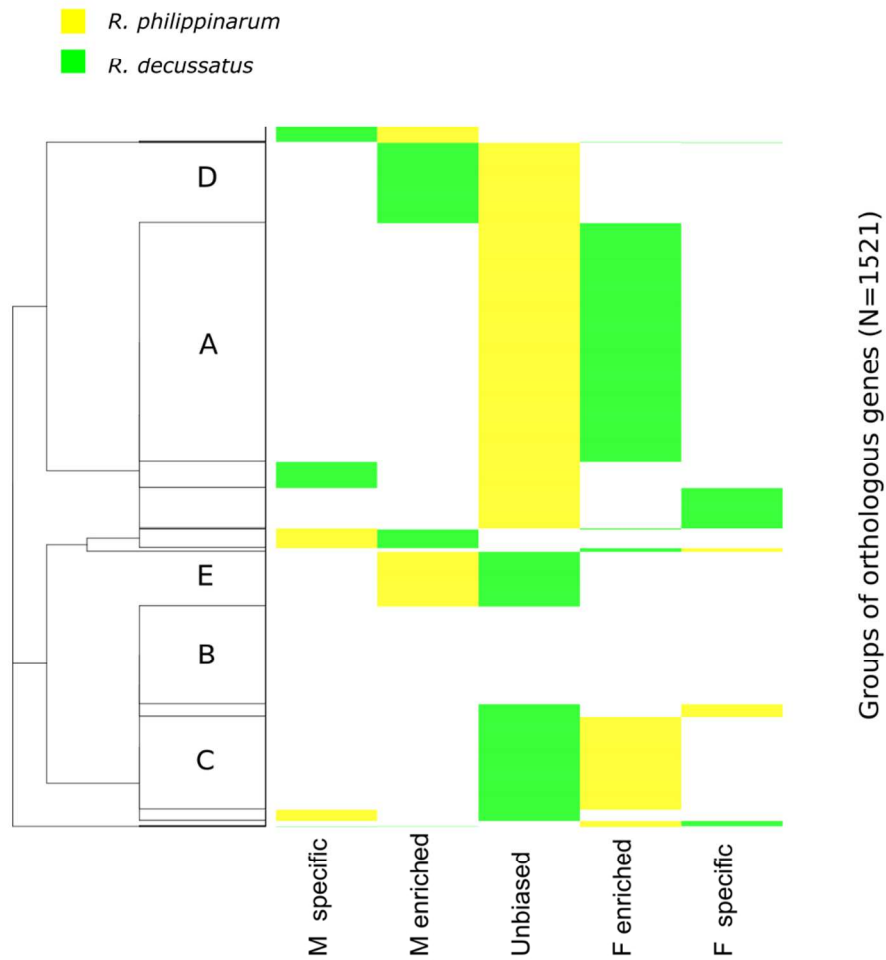 R. philippinarum
R. decussatus
D
A
E
B
C
Groups of orthologous genes (N=1521)
M specific
M enriched
Unbiased
F enriched
F specific